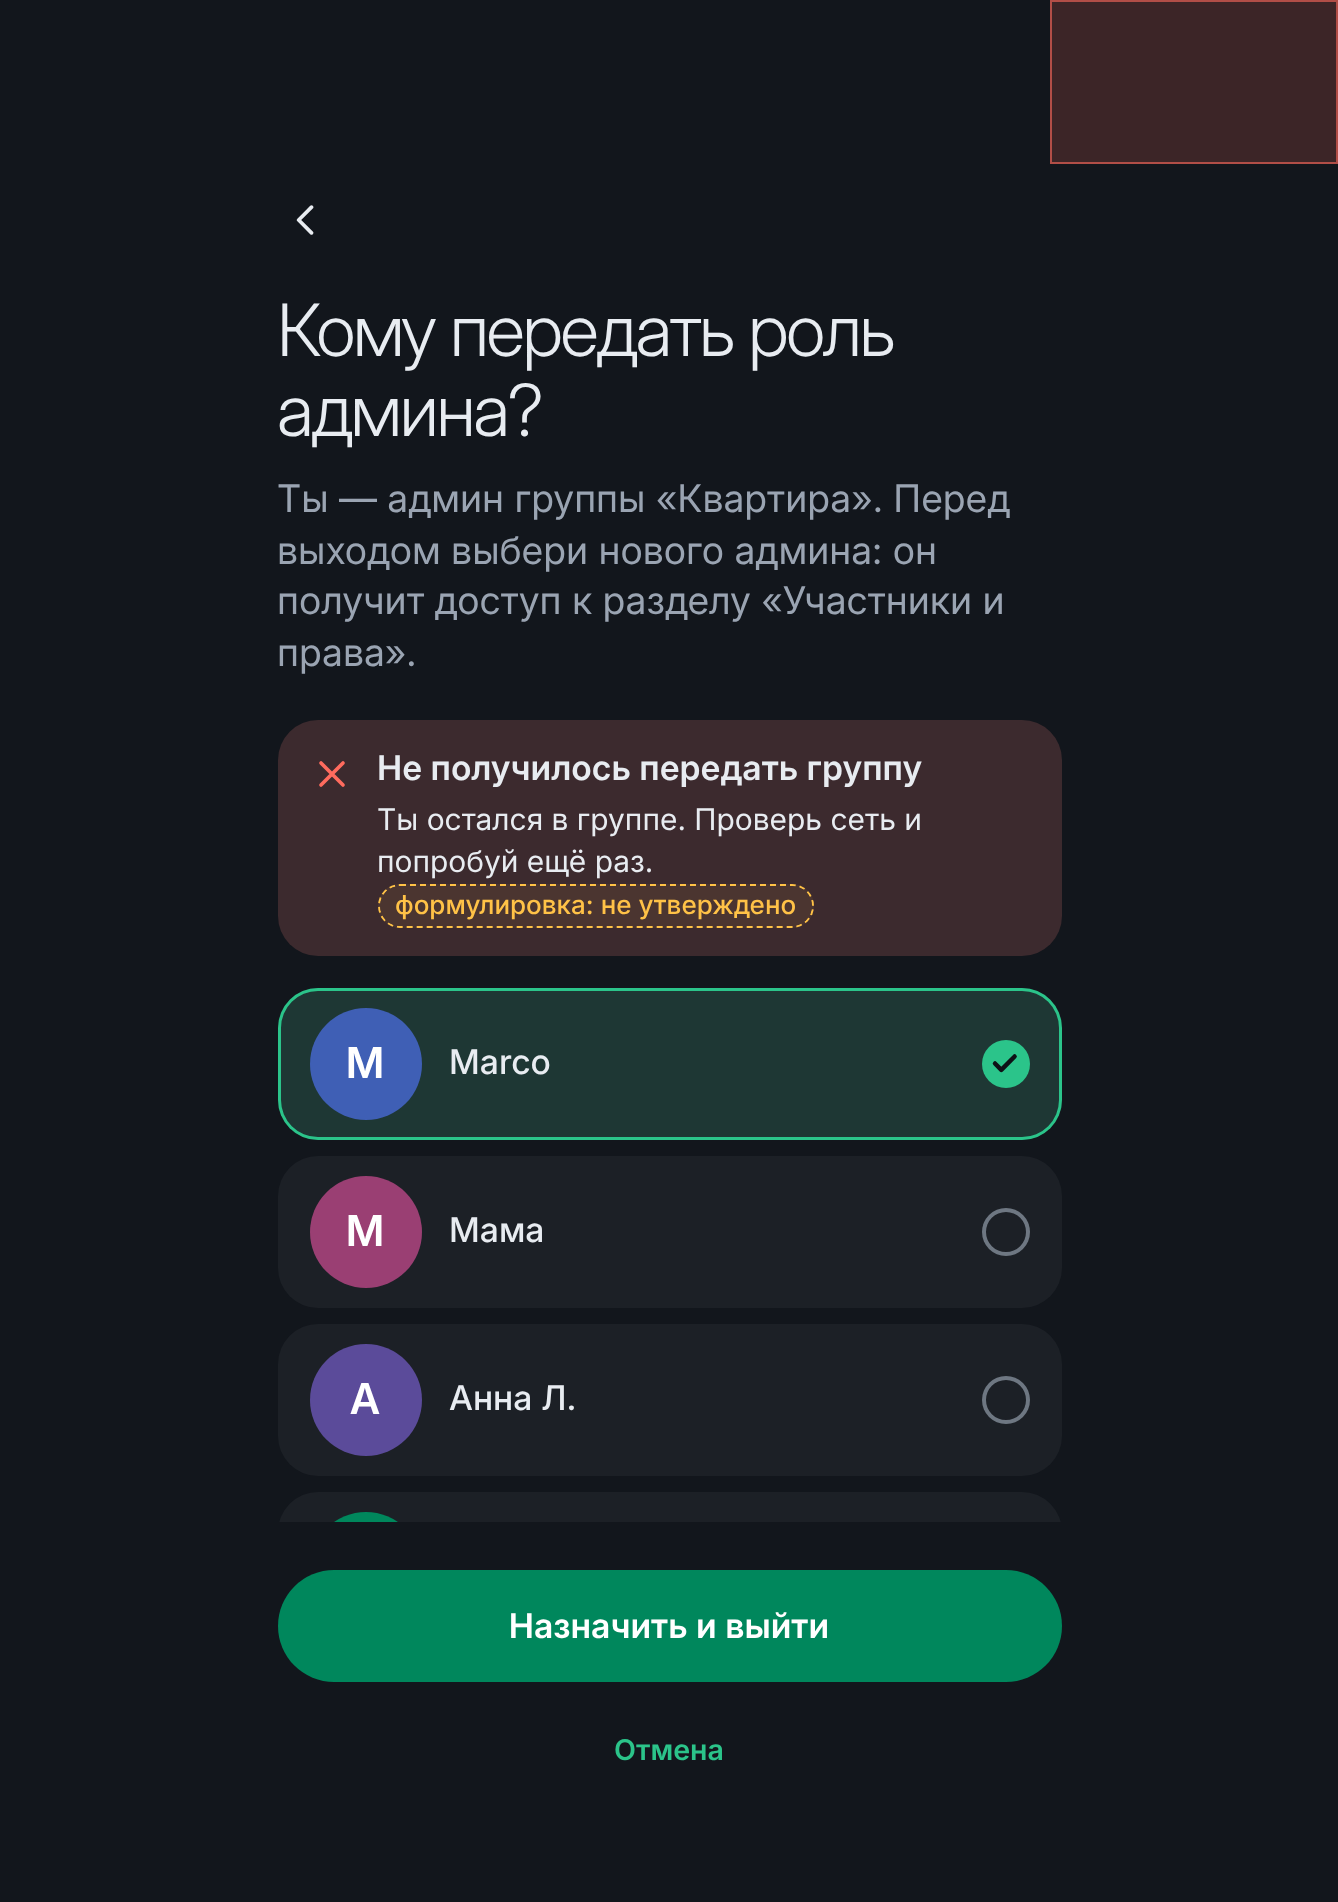 Кому передать роль
админа?
Ты — админ группы «Квартира». Перед
выходом выбери нового админа: он
получит доступ к разделу «Участники и
права».
Не получилось передать группу
Ты остался в группе. Проверь сеть и
попробуй ещё раз.
формулировка: не утверждено
M Marco
М Мама
А Анна Л.
Назначить и выйти
Отмена